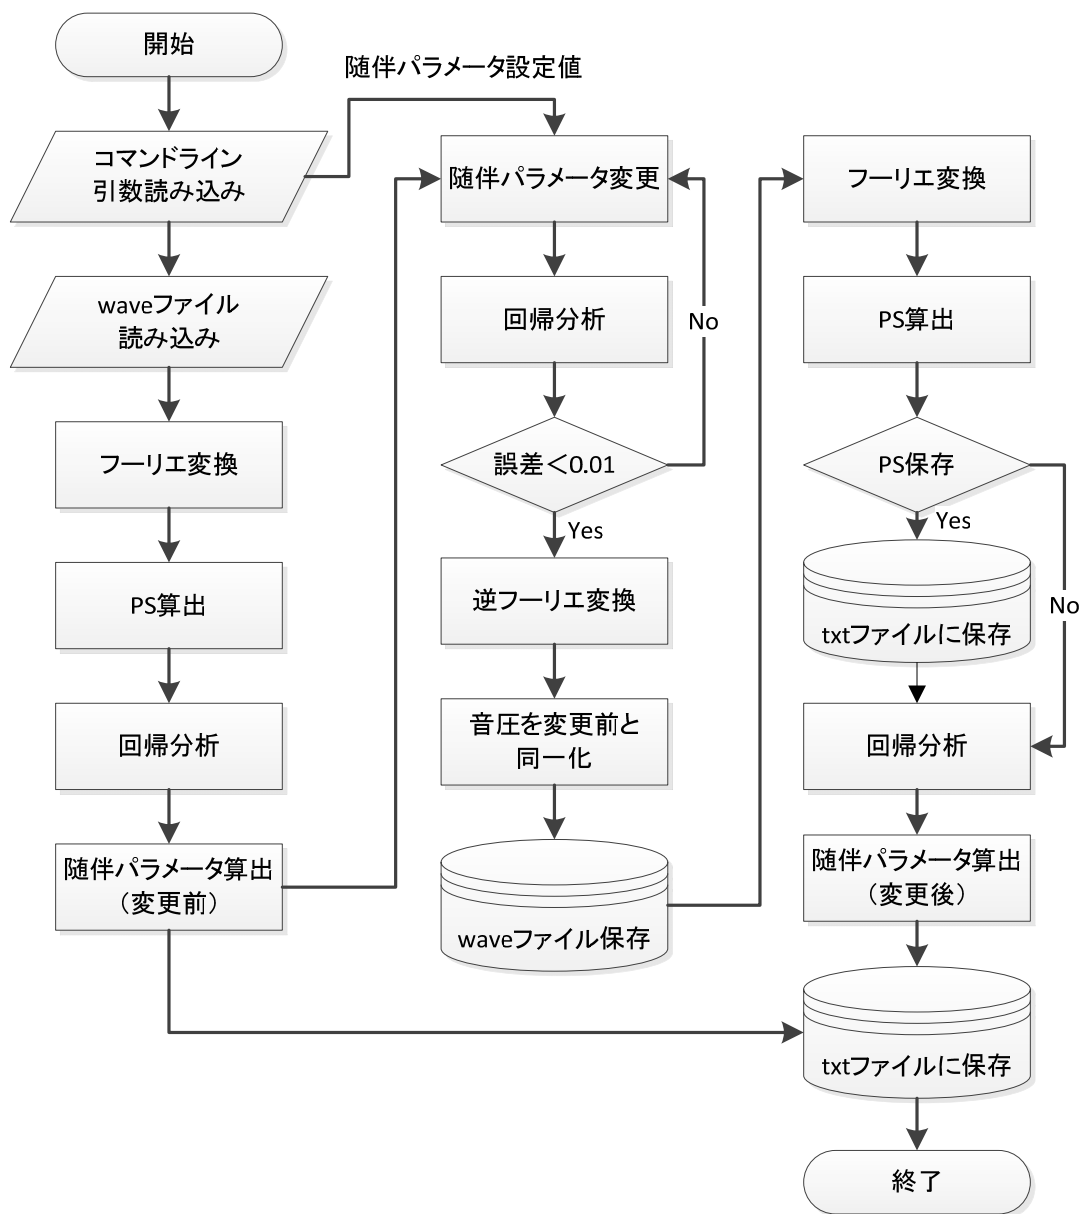 開始
コマンドライン
引数読み込み
waveファイル
読み込み
フーリエ変換
PS算出
回帰分析
随伴パラメータ算出
（変更前）
随伴パラメータ設定値
随伴パラメータ変更
回帰分析
No
誤差＜0.01
Yes
逆フーリエ変換
音圧を変更前と
同一化
waveファイル保存
フーリエ変換
PS算出
PS保存
Yes
No
txtファイルに保存
回帰分析
随伴パラメータ算出
（変更後）
txtファイルに保存
終了